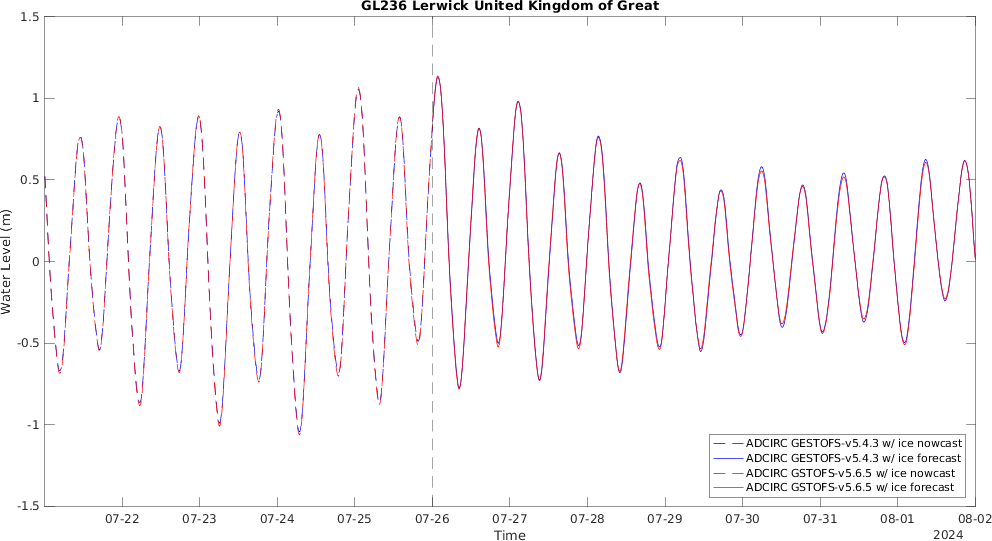 GL236 Lerwick United Kingdom of Great
1.5
1
0.5
0
-0.5
-1
-1.5
Water Level (m)
ADCIRC GESTOFS-v5.4.3 w/ ice nowcast
ADCIRC GESTOFS-v5.4.3 w/ ice forecast
ADCIRC GSTOFS-v5.6.5 w/ ice nowcast
ADCIRC GSTOFS-v5.6.5 w/ ice forecast
07-22 07-23 07-24 07-25 07-26 07-27 07-28 07-29 07-30 07-31 08-01 08-02
Time
2024